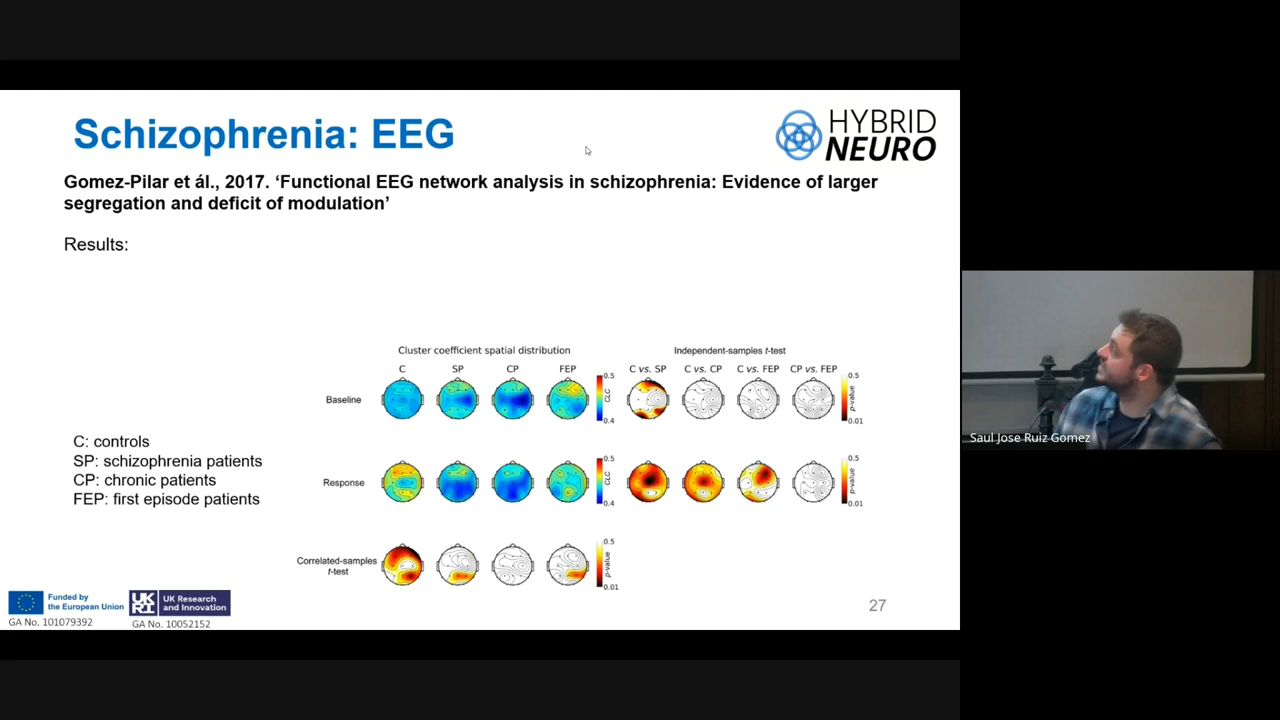 Schizophrenia: EEG
HYBRID
NEURO
Gomez-Pilar et ál., 2017. ‘Functional EEG network analysis in schizophrenia: Evidence of larger
segregation and deficit of modulation’
Results:
Cluster coefficient spatial distribution
Independent-samples t-test
C SP CP FEP
C vs. SP C vs. CP C vs. FEP CP vs. FEP
Baseline
0.5
CLC
0.4
0.5
p-value
0.01
C: controls
SP: schizophrenia patients
CP: chronic patients
FEP: first episode patients
Response
0.5
CLC
0.4
0.5
p-value
0.01
Correlated-samples
t-test
0.5
p-value
0.01
Funded by
the European Union
GA No. 101079392
UKRI
UK Research
and Innovation
GA No. 10052152
27
Saul Jose Ruiz Gomez